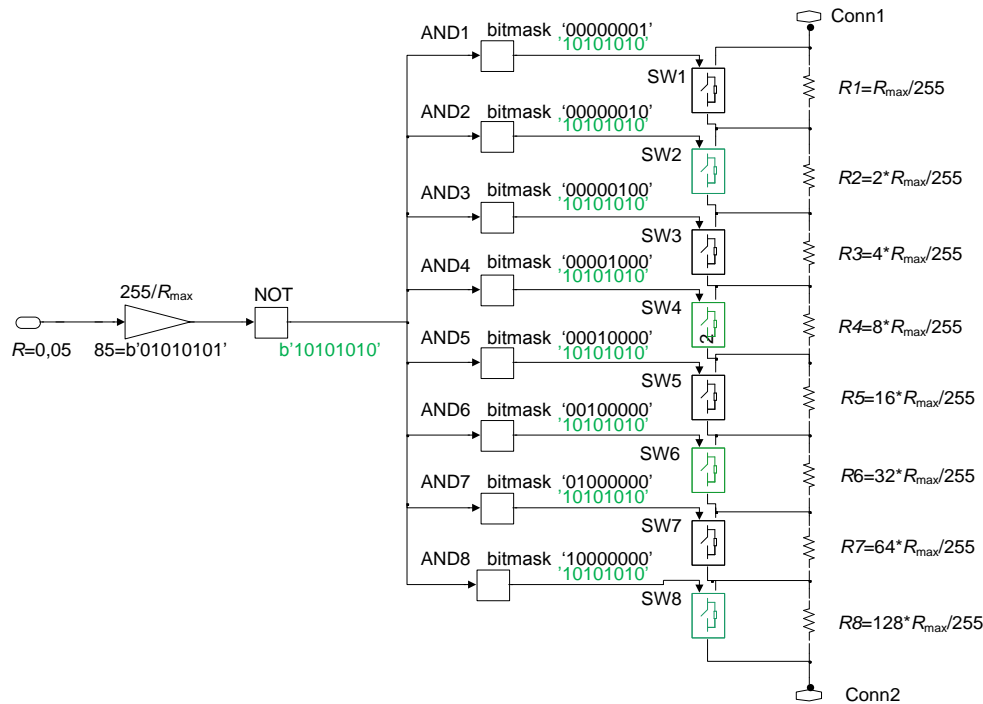 Conn1
AND1 bitmask '00000001'
'10101010'
SW1
R1=Rmax/255
AND2 bitmask '00000010'
'10101010'
SW2
R2=2*Rmax/255
AND3 bitmask '00000100'
'10101010'
SW3
R3=4*Rmax/255
AND4 bitmask '00001000'
'10101010'
SW4
2
R4=8*Rmax/255
255/Rmax
NOT
R=0,05
85=b'01010101'
b'10101010'
AND5 bitmask '00010000'
'10101010'
SW5
R5=16*Rmax/255
AND6 bitmask '00100000'
'10101010'
SW6
R6=32*Rmax/255
AND7 bitmask '01000000'
'10101010'
SW7
R7=64*Rmax/255
AND8 bitmask '10000000'
'10101010'
SW8
R8=128*Rmax/255
Conn2